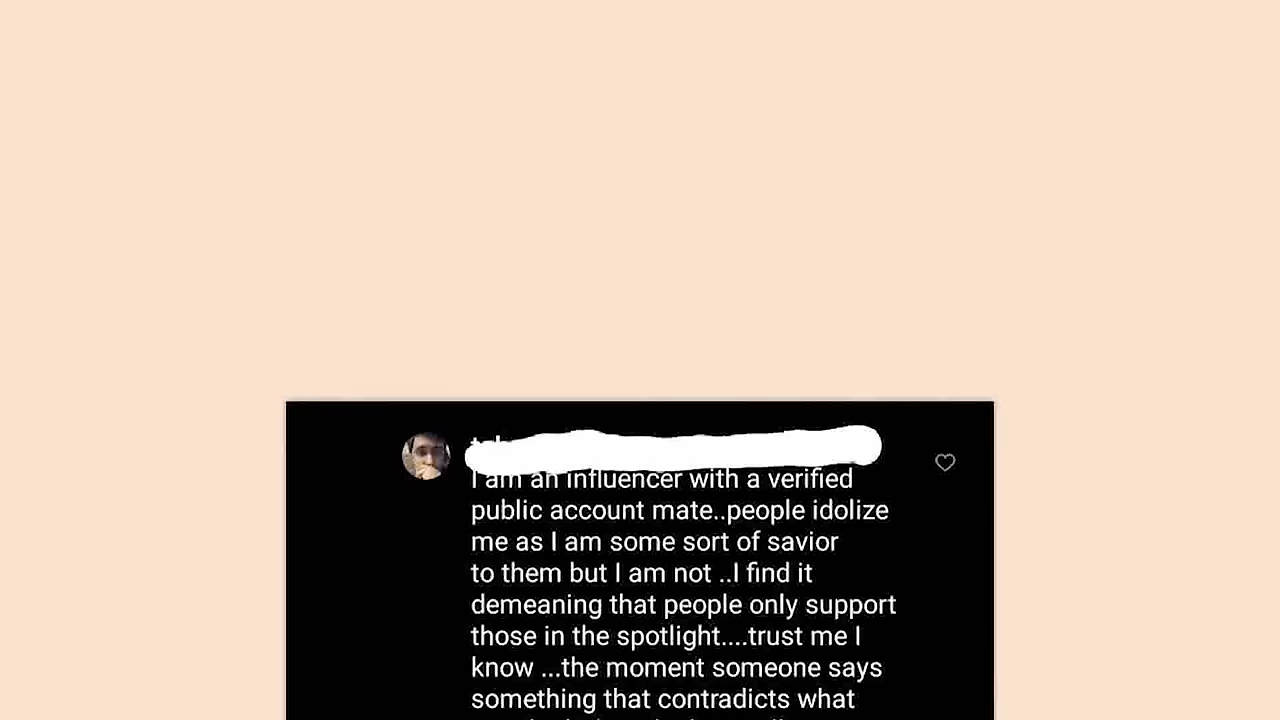 I am an influencer with a verified
public account mate..people idolize
me as I am some sort of savior
to them but I am not ..I find it
demeaning that people only support
those in the spotlight....trust me I
know ...the moment someone says
something that contradicts what